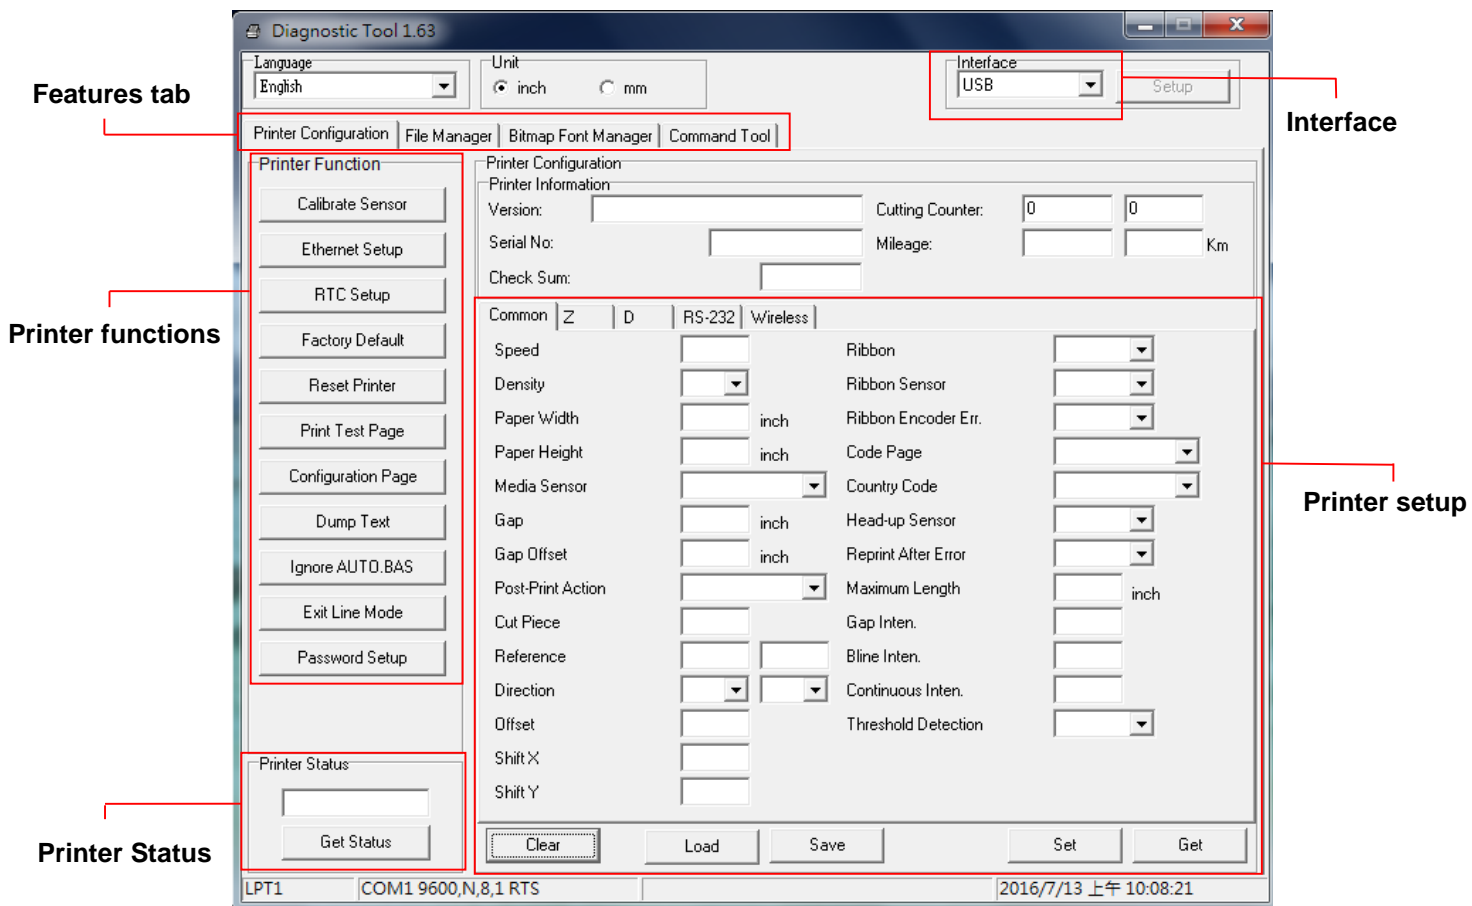 Diagnostic Tool 1.63
Language
English
Unit
inch
mm
Interface
USB
Setup
Features tab
Interface
Printer Configuration
File Manager
Bitmap Font Manager
Command Tool
Printer Function
Calibrate Sensor
Ethernet Setup
RTC Setup
Factory Default
Reset Printer
Print Test Page
Configuration Page
Dump Text
Ignore AUTO.BAS
Exit Line Mode
Password Setup
Printer functions
Printer Configuration
Printer Information
Version:
Cutting Counter: 0 0
Serial No:
Mileage: Km
Check Sum:
Common Z D RS-232 Wireless
Speed
Density
Paper Width inch
Paper Height inch
Media Sensor
Gap inch
Gap Offset inch
Post-Print Action
Cut Piece
Reference
Direction
Offset
Shift X
Shift Y
Ribbon
Ribbon Sensor
Ribbon Encoder Err.
Code Page
Country Code
Head-up Sensor
Reprint After Error
Maximum Length inch
Gap Inten.
Bline Inten.
Continuous Inten.
Threshold Detection
Printer setup
Printer Status
Get Status
Printer Status
Clear
Load
Save
Set
Get
LPT1
COM1 9600,N,8,1 RTS
2016/7/13 上午 10:08:21